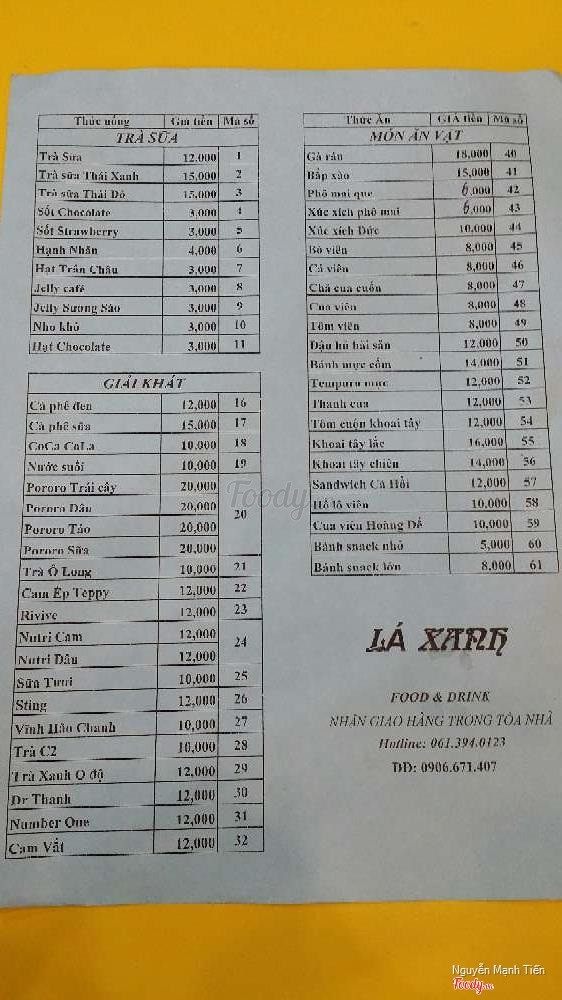 Thức uống Giá tiền Mã số
TRÀ SỮA
Trà Sữa 12,000 1
Trà sữa Thái Xanh 15,000 2
Trà sữa Thái Đỏ 15,000 3
Sốt Chocolate 3,000 4
Sốt Strawberry 3,000 5
Hạnh Nhân 4,000 6
Hạt Trân Châu 3,000 7
Jelly café 3,000 8
Jelly Sương Sáo 3,000 9
Nho khô 3,000 10
Hạt Chocolate 3,000 11
GIẢI KHÁT
Cà phê đen 12,000 16
Cà phê sữa 15,000 17
CoCa CoLa 10,000 18
Nước suối 10,000 19
Pororo Trái cây 20,000
Pororo Dâu 20,000
20
Pororo Táo 20,000
Pororo Sữa 20,000
Trà Ô Long 10,000 21
Cam Ép Teppy 12,000 22
Rivive 12,000 23
Nutri Cam 12,000
24
Nutri Dâu 12,000
Sữa Tươi 10,000 25
Sting 12,000 26
Vĩnh Hảo Chanh 10,000 27
Trà C2 10,000 28
Trà Xanh O độ 12,000 29
Dr Thanh 12,000 30
Number One 12,000 31
Cam Vắt 12,000 32
Thức Ăn GIÁ tiền Mã số
MÓN ĂN VẶT
Gà rán 18,000 40
Bắp xào 15,000 41
Phô mai que 6,000 42
Xúc xích phô mai 6,000 43
Xúc xích Đức 10,000 44
Bò viên 8,000 45
Cá viên 8,000 46
Chả cua cuốn 8,000 47
Cua viên 8,000 48
Tôm viên 8,000 49
Đậu hũ hải sản 12,000 50
Bánh mực cốm 14,000 51
Tempura mực 12,000 52
Thanh cua 12,000 53
Tôm cuộn khoai tây 12,000 54
Khoai tây lắc 16,000 55
Khoai tây chiên 14,000 56
Sandwich Cá Hồi 12,000 57
Hồ lô viên 10,000 58
Cua viên Hoàng Đế 10,000 59
Bánh snack nhỏ 5,000 60
Bánh snack lớn 8,000 61
LÁ XANH
FOOD & DRINK
NHẬN GIAO HÀNG TRONG TÒA NHÀ
Hotline: 061.394.0123
DĐ: 0906.671.407
Foody
Nguyễn Mạnh Tiến
Foody.vn